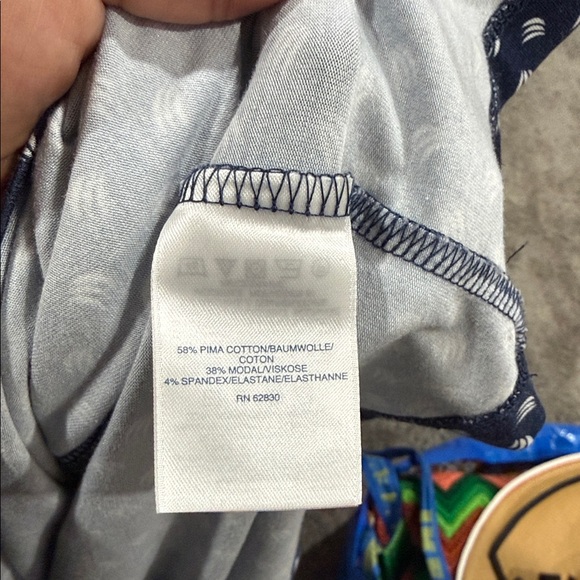 58% PIMA COTTON/BAUMWOLLE/
COTON
38% MODAL/VISKOSE
4% SPANDEX/ELASTANE/ELASTHANNE
RN 62830